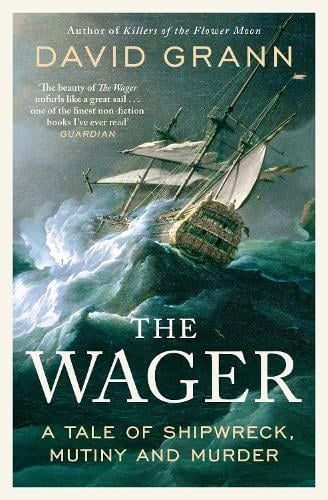 Author of Killers of the Flower Moon
DAVID GRANN
'The beauty of The Wager
unfurls like a great sail . . .
one of the finest non-fiction
books I've ever read'
GUARDIAN
THE
WAGER
A TALE OF SHIPWRECK,
MUTINY AND MURDER